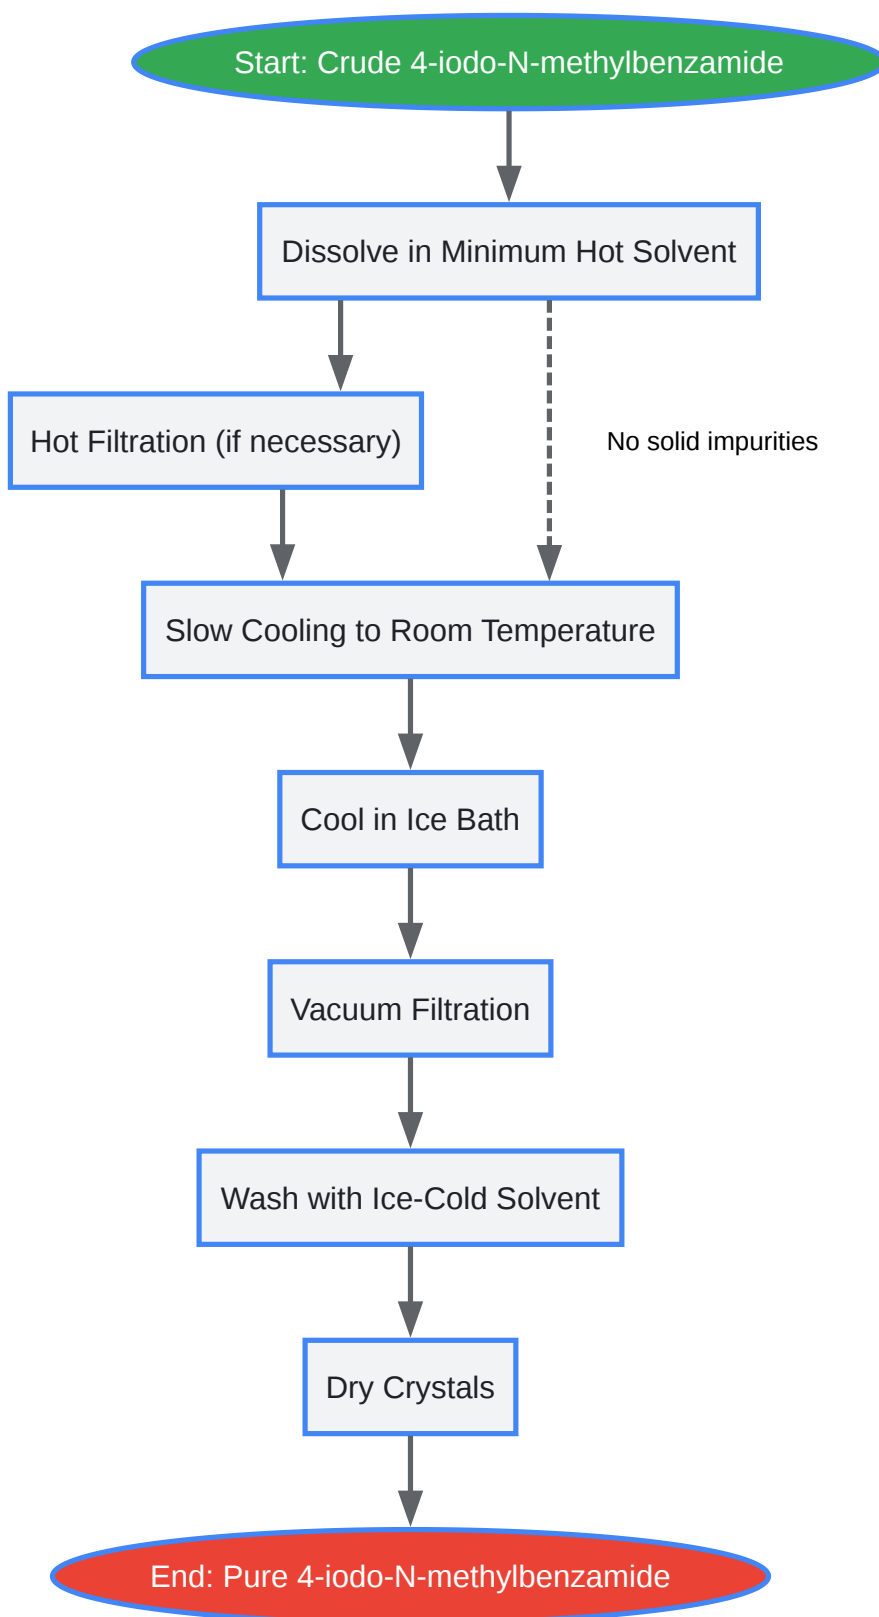 Start: Crude 4-iodo-N-methylbenzamide
Dissolve in Minimum Hot Solvent
Hot Filtration (if necessary)
No solid impurities
Slow Cooling to Room Temperature
Cool in Ice Bath
Vacuum Filtration
Wash with Ice-Cold Solvent
Dry Crystals
End: Pure 4-iodo-N-methylbenzamide